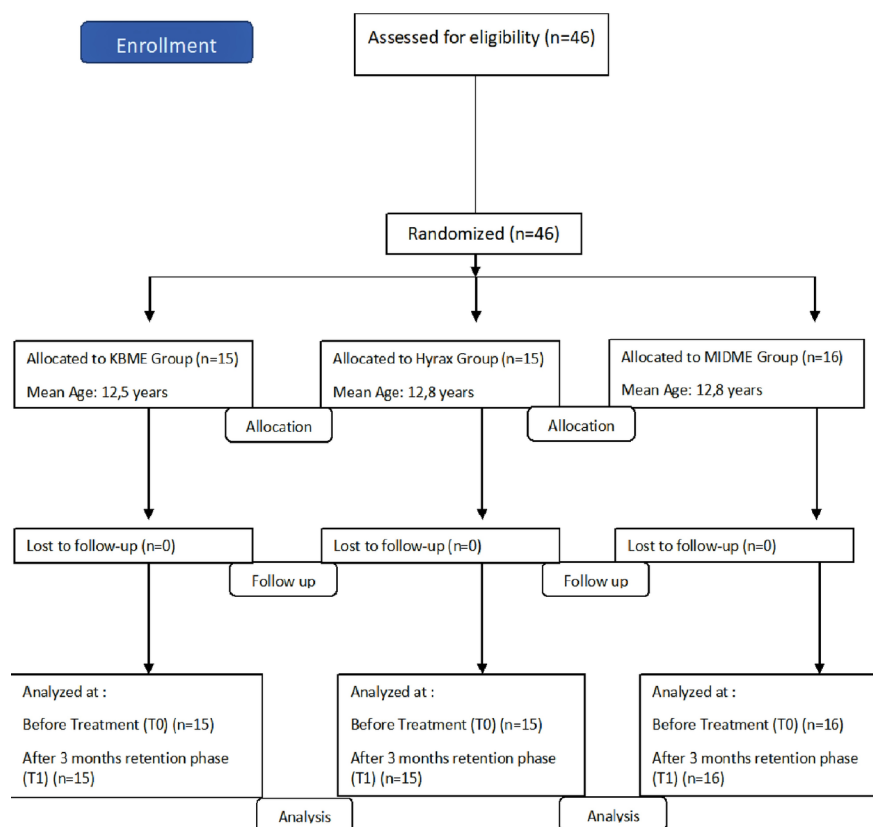 Enrollment
Assessed for eligibility (n=46)
Randomized (n=46)
Allocated to KBME Group (n=15)
Mean Age: 12,5 years
Allocated to Hyrax Group (n=15)
Mean Age: 12,8 years
Allocated to MIDME Group (n=16)
Mean Age: 12,8 years
Allocation
Allocation
Lost to follow-up (n=0)
Lost to follow-up (n=0)
Lost to follow-up (n=0)
Follow up
Follow up
Analyzed at :
Before Treatment (T0) (n=15)
After 3 months retention phase
(T1) (n=15)
Analyzed at :
Before Treatment (T0) (n=15)
After 3 months retention phase
(T1) (n=15)
Analyzed at :
Before Treatment (T0) (n=16)
After 3 months retention phase
(T1) (n=16)
Analysis
Analysis